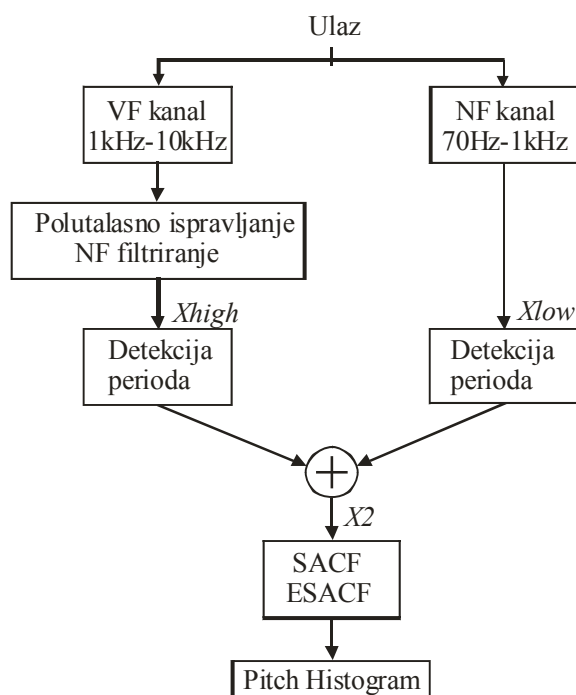 Ulaz
VF kanal
1kHz-10kHz
NF kanal
70Hz-1kHz
Polutalasno ispravljanje
NF filtriranje
Xhigh
Xlow
Detekcija
perioda
Detekcija
perioda
+
X2
SACF
ESACF
Pitch Histogram